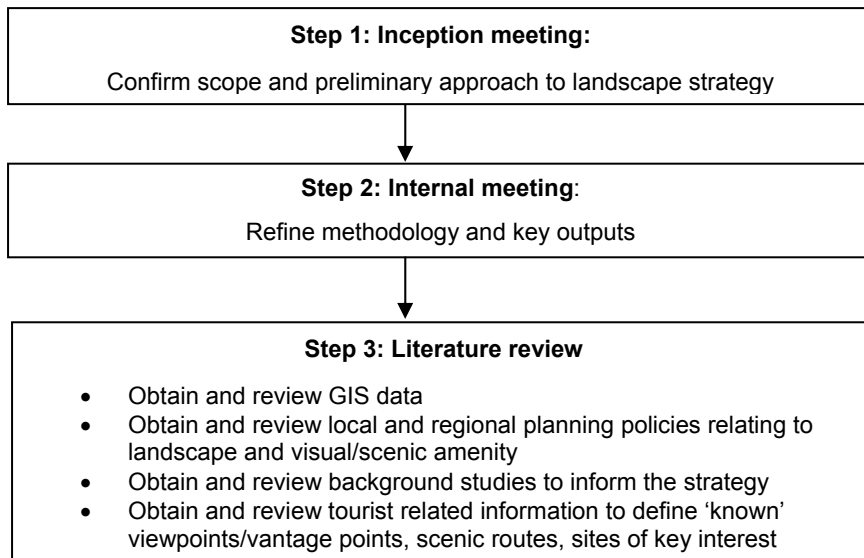 Step 1: Inception meeting:
Confirm scope and preliminary approach to landscape strategy
Step 2: Internal meeting:
Refine methodology and key outputs
Step 3: Literature review
• Obtain and review GIS data
• Obtain and review local and regional planning policies relating to
landscape and visual/scenic amenity
• Obtain and review background studies to inform the strategy
• Obtain and review tourist related information to define ‘known’
viewpoints/vantage points, scenic routes, sites of key interest